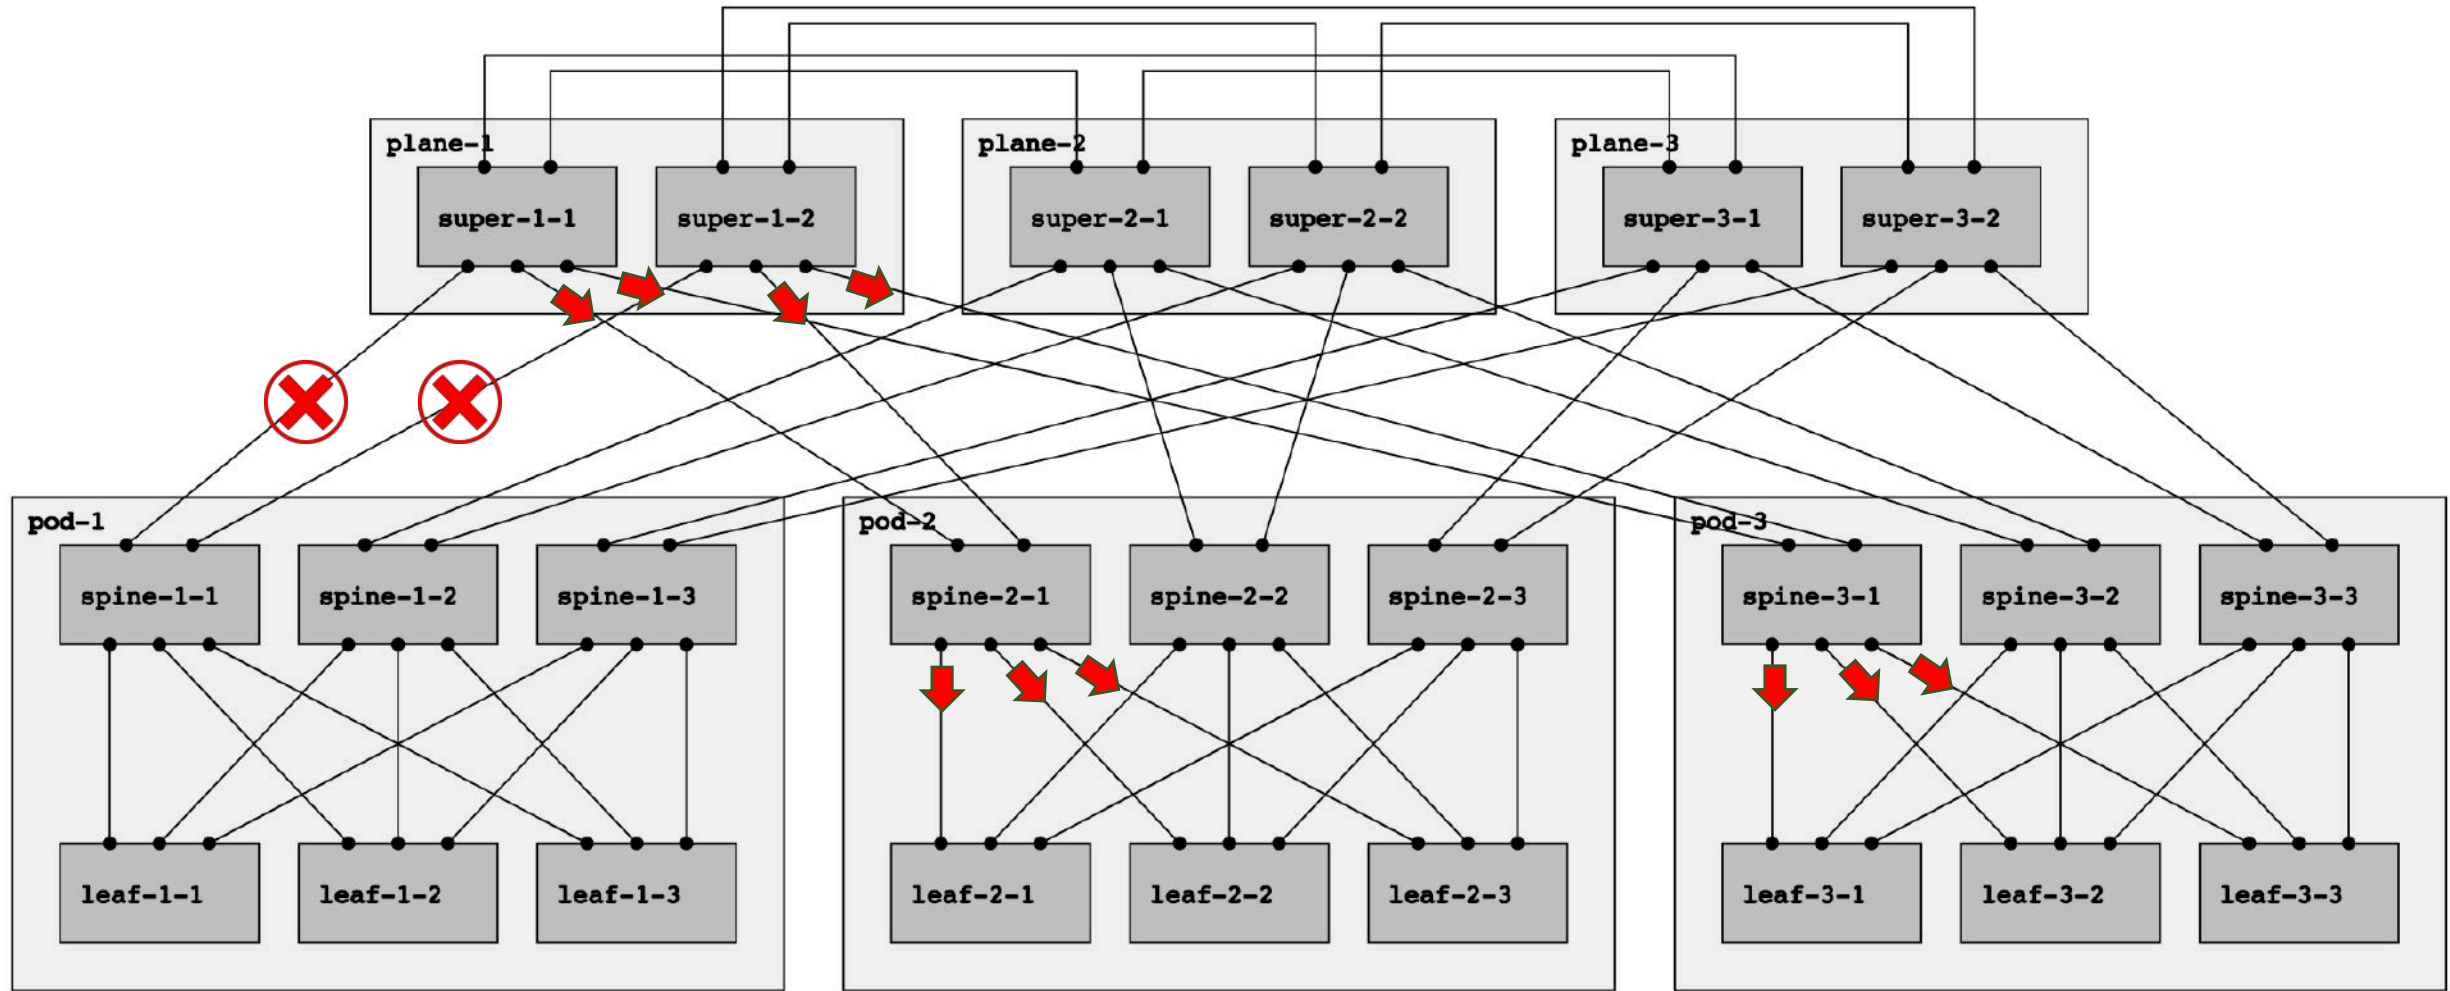 plane-1
plane-2
plane-3
super-1-1
super-1-2
super-2-1
super-2-2
super-3-1
super-3-2
pod-1
pod-2
pod-3
spine-1-1
spine-1-2
spine-1-3
spine-2-1
spine-2-2
spine-2-3
spine-3-1
spine-3-2
spine-3-3
leaf-1-1
leaf-1-2
leaf-1-3
leaf-2-1
leaf-2-2
leaf-2-3
leaf-3-1
leaf-3-2
leaf-3-3